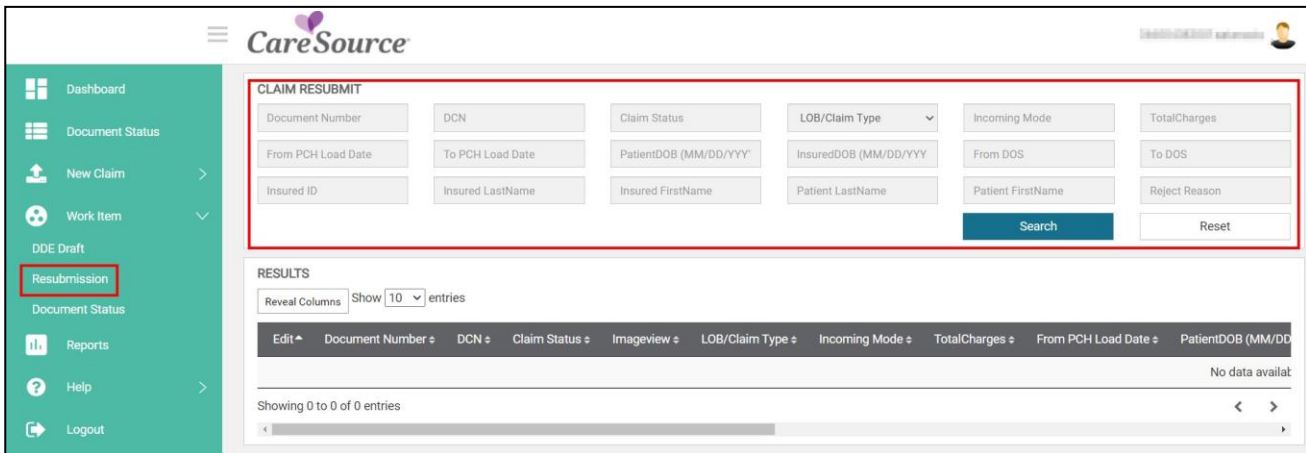 CareSource
Dashboard
Document Status
New Claim
Work Item
DDE Draft
Resubmission
Document Status
Reports
Help
Logout
CLAIM RESUBMIT
Document Number DCN Claim Status LOB/Claim Type Incoming Mode TotalCharges
From PCH Load Date To PCH Load Date PatientDOB (MM/DD/YYY' InsuredDOB (MM/DD/YYY From DOS To DOS
Insured ID Insured LastName Insured FirstName Patient LastName Patient FirstName Reject Reason
Search Reset
RESULTS
Reveal Columns Show 10 entries
Edit Document Number DCN Claim Status Imageview LOB/Claim Type Incoming Mode TotalCharges From PCH Load Date PatientDOB (MM/DD
No data availab
Showing 0 to 0 of 0 entries